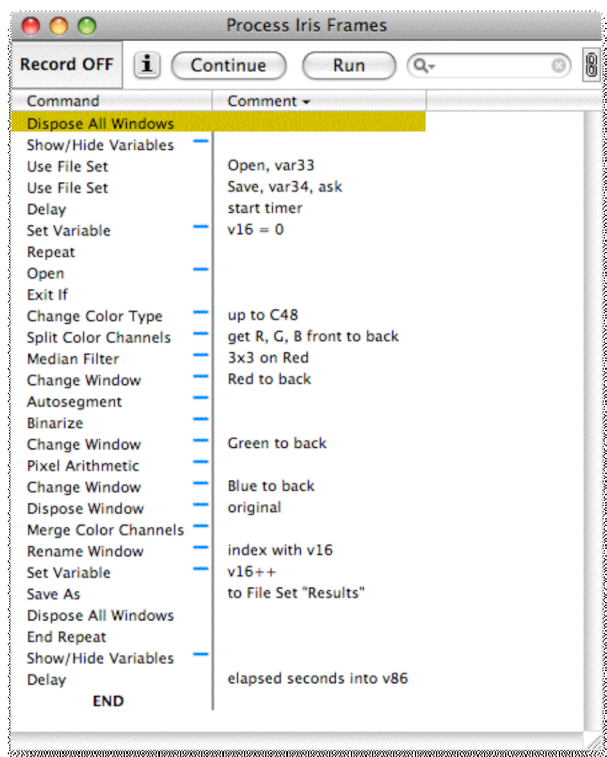 Process Iris Frames
Record OFF i Continue Run
Command Comment
Dispose All Windows
Show/Hide Variables
Use File Set Open, var33
Use File Set Save, var34, ask
Delay start timer
Set Variable v16 = 0
Repeat
Open
Exit If
Change Color Type up to C48
Split Color Channels get R, G, B front to back
Median Filter 3x3 on Red
Change Window Red to back
Autosegment
Binarize
Change Window Green to back
Pixel Arithmetic
Change Window Blue to back
Dispose Window original
Merge Color Channels
Rename Window index with v16
Set Variable v16++
Save As to File Set "Results"
Dispose All Windows
End Repeat
Show/Hide Variables
Delay elapsed seconds into v86
END